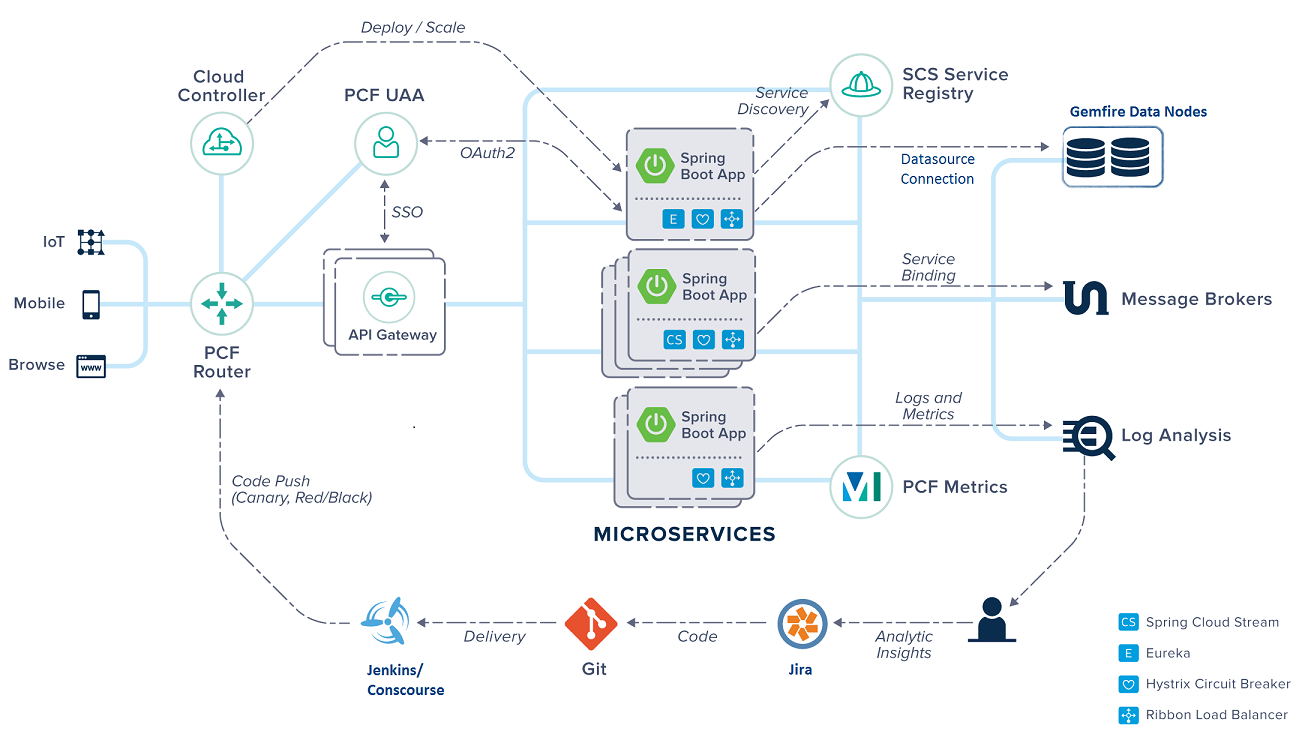 Deploy / Scale
Cloud
Controller
PCF UAA
OAuth2
SSO
Service
Discovery
SCS Service
Registry
Gemfire Data Nodes
Datasource
Connection
Spring
Boot App
E
IoT
Mobile
Browse
www
PCF
Router
API Gateway
Spring
Boot App
CS
Service
Binding
Message Brokers
Spring
Boot App
Logs and
Metrics
Log Analysis
PCF Metrics
MICROSERVICES
Code Push
(Canary, Red/Black)
Jenkins/
Conscourse
Delivery
Git
Code
Jira
Analytic
Insights
CS Spring Cloud Stream
E Eureka
Hystrix Circuit Breaker
Ribbon Load Balancer